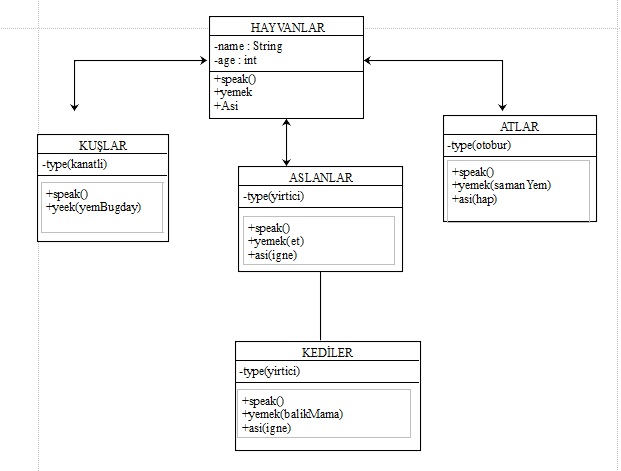 HAYVANLAR
-name : String
-age : int
+speak()
+yemek
+Asi
KUŞLAR
-type(kanatli)
+speak()
+yeek(yemBugday)
ASLANLAR
-type(yirtici)
+speak()
+yemek(et)
+asi(igne)
ATLAR
-type(otobur)
+speak()
+yemek(samanYem)
+asi(hap)
KEDİLER
-type(yirtici)
+speak()
+yemek(balikMama)
+asi(igne)